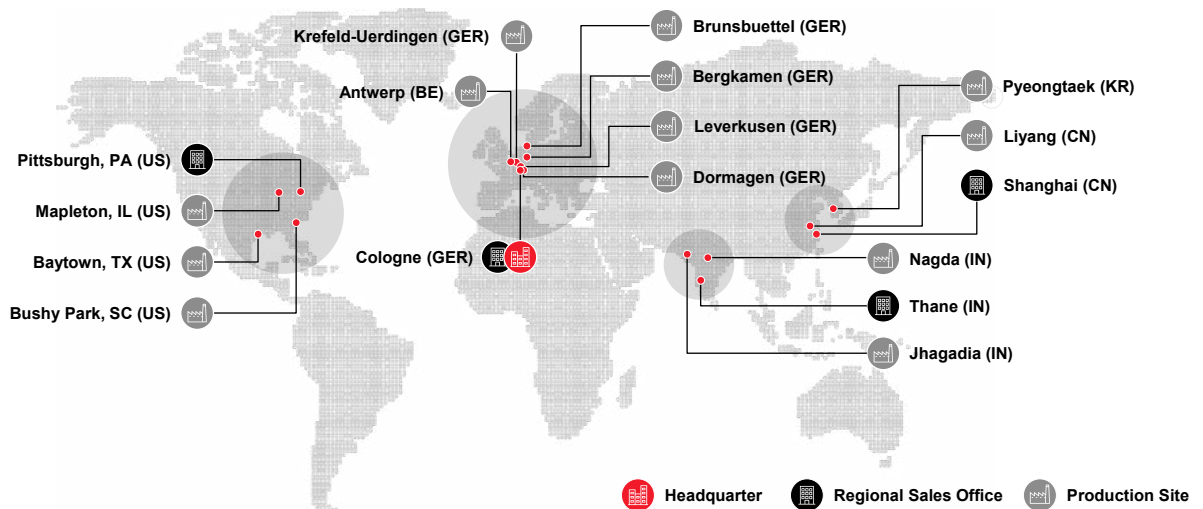 Krefeld-Uerdingen (GER)
Antwerp (BE)
Brunsbuettel (GER)
Bergkamen (GER)
Leverkusen (GER)
Dormagen (GER)
Pyeongtaek (KR)
Liyang (CN)
Shanghai (CN)
Pittsburgh, PA (US)
Mapleton, IL (US)
Baytown, TX (US)
Bushy Park, SC (US)
Cologne (GER)
Nagda (IN)
Thane (IN)
Jhagadia (IN)
Headquarter
Regional Sales Office
Production Site